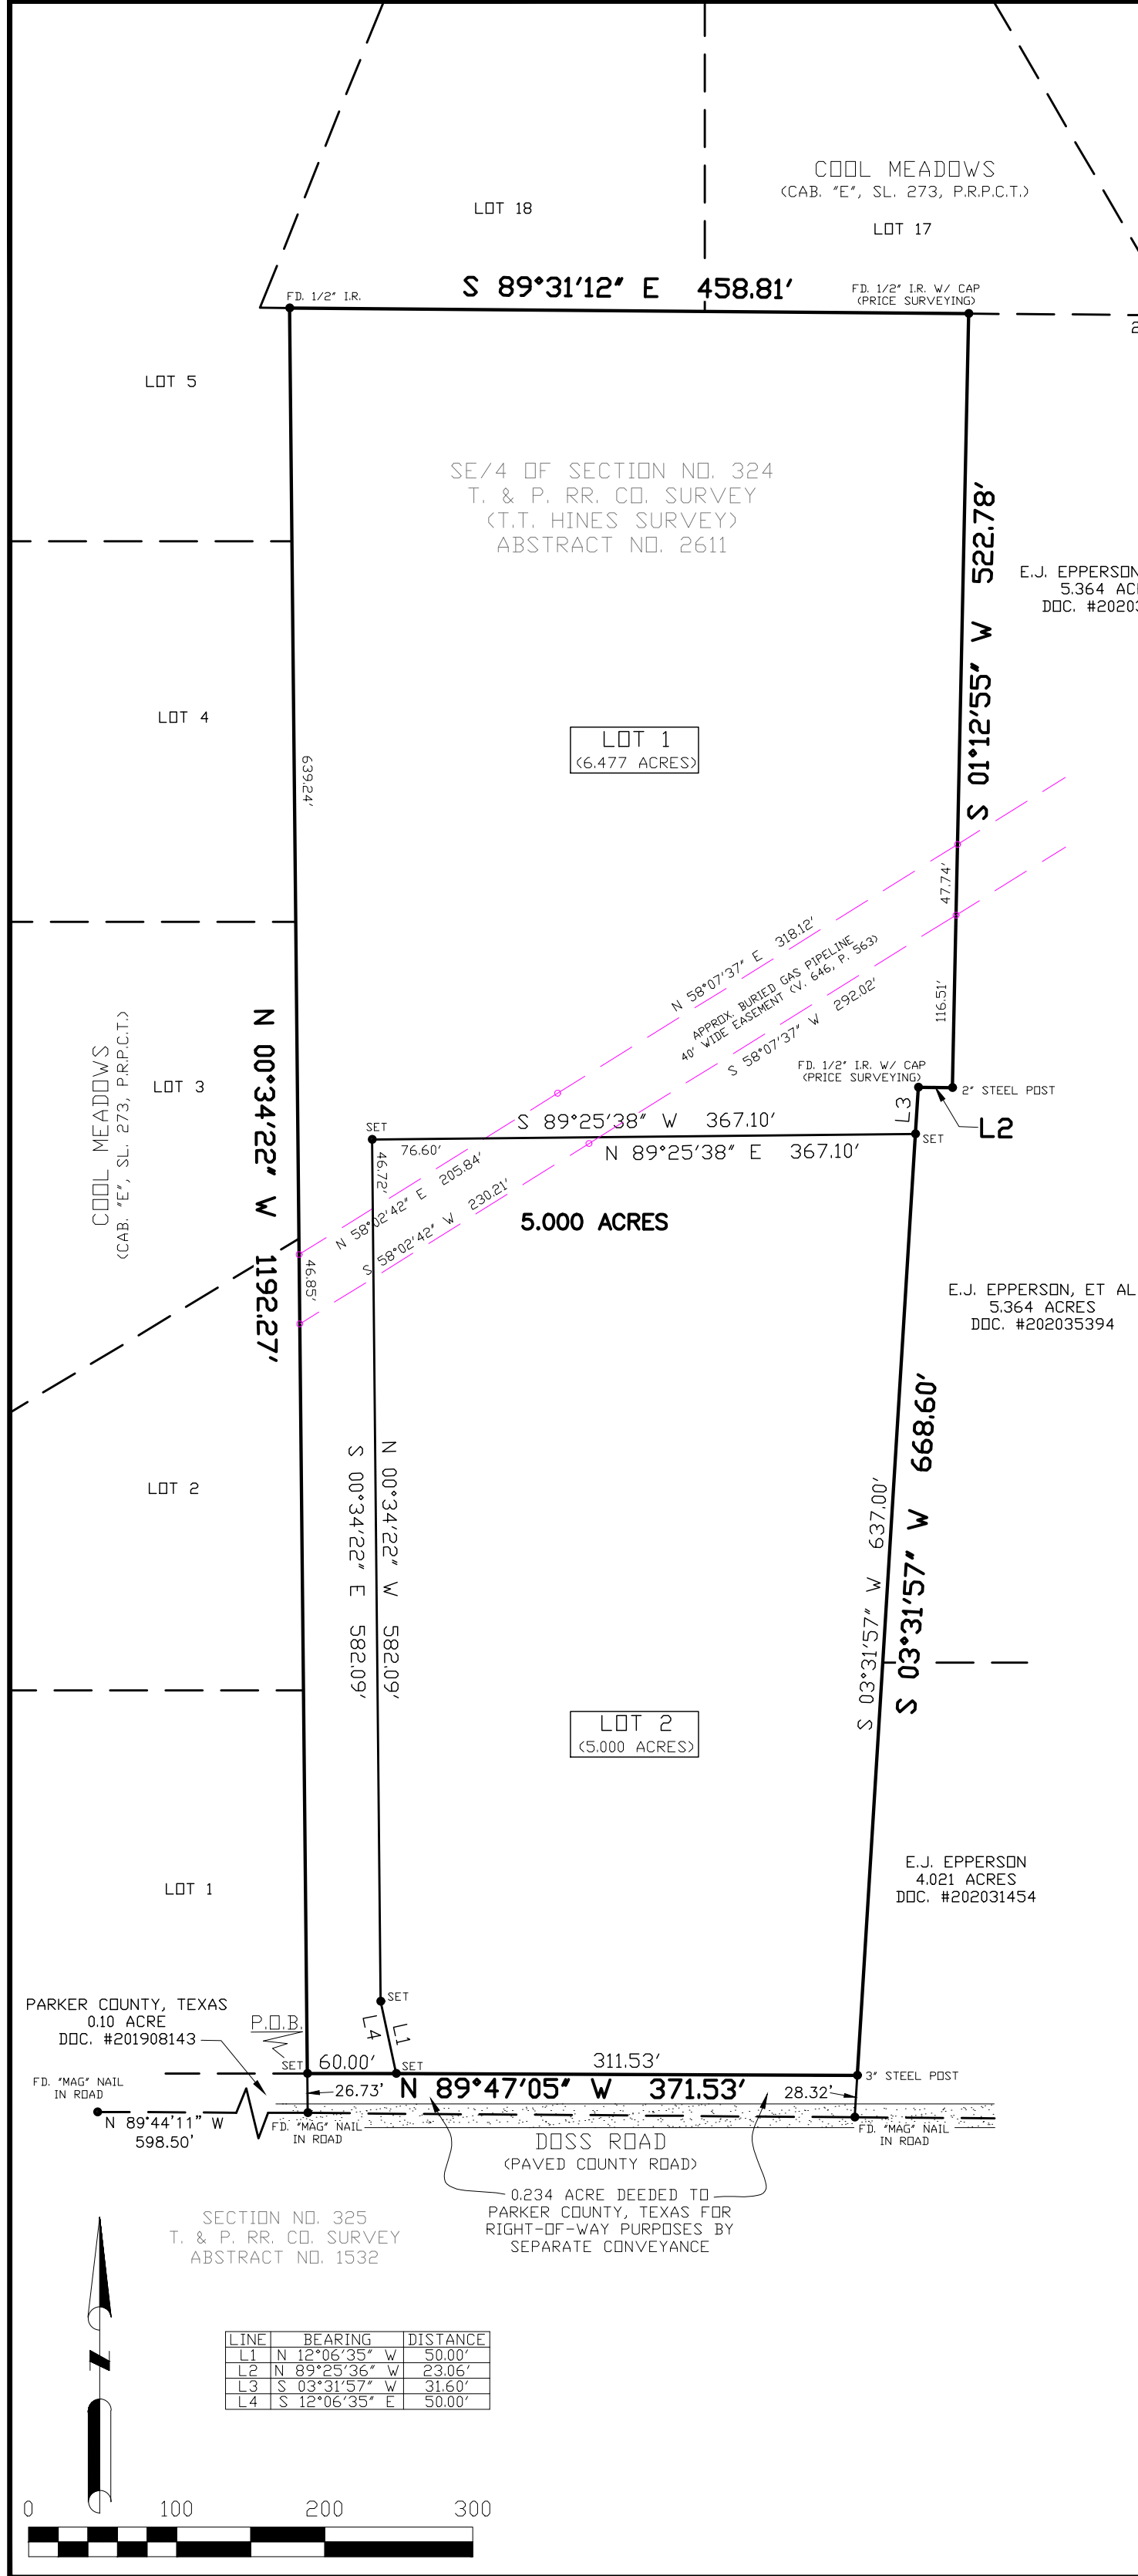 COOL MEADOWS
(CAB. "E", SL. 273, P.R.P.C.T.)
LOT 18
LOT 17
S 89°31'12" E 458.81'
FD. 1/2" I.R.
FD. 1/2" I.R. W/ CAP
(PRICE SURVEYING)
2
LOT 5
SE/4 OF SECTION NO. 324
T. & P. RR. CO. SURVEY
(T.T. HINES SURVEY)
ABSTRACT NO. 2611
S 01°12'55" W 522.78'
E.J. EPPERSON
5.364 AC
DOC. #20203
LOT 4
639.24'
LOT 1
(6.477 ACRES)
47.74'
N 58°07'37" E 318.12'
APPROX. BURIED GAS PIPELINE
40' WIDE EASEMENT (V. 646, P. 563)
S 58°07'37" W 292.02'
116.51'
COOL MEADOWS
(CAB. "E", SL. 273, P.R.P.C.T.)
LOT 3
N 00°34'22" W 1192.27'
FD. 1/2" I.R. W/ CAP
(PRICE SURVEYING)
2" STEEL POST
L3
L2
SET
S 89°25'38" W 367.10'
SET
76.60'
N 89°25'38" E 367.10'
46.72'
N 58°02'42" E 205.84'
S 58°02'42" W 230.21'
46.85'
5.000 ACRES
E.J. EPPERSON, ET AL
5.364 ACRES
DOC. #202035394
S 03°31'57" W 668.60'
S 03°31'57" W 637.00'
S 00°34'22" E 582.09'
N 00°34'22" W 582.09'
LOT 2
LOT 2
(5.000 ACRES)
E.J. EPPERSON
4.021 ACRES
DOC. #202031454
LOT 1
PARKER COUNTY, TEXAS
0.10 ACRE
DOC. #201908143
P.O.B.
SET
L4
L1
SET
60.00'
SET
311.53'
3" STEEL POST
FD. "MAG" NAIL
IN ROAD
26.73'
N 89°47'05" W 371.53'
28.32'
N 89°44'11" W
598.50'
FD. "MAG" NAIL
IN ROAD
FD. "MAG" NAIL
IN ROAD
DOSS ROAD
(PAVED COUNTY ROAD)
0.234 ACRE DEEDED TO
PARKER COUNTY, TEXAS FOR
RIGHT-OF-WAY PURPOSES BY
SEPARATE CONVEYANCE
SECTION NO. 325
T. & P. RR. CO. SURVEY
ABSTRACT NO. 1532
LINE BEARING DISTANCE
L1 N 12°06'35" W 50.00'
L2 N 89°25'36" W 23.06'
L3 S 03°31'57" W 31.60'
L4 S 12°06'35" E 50.00'
N
0 100 200 300